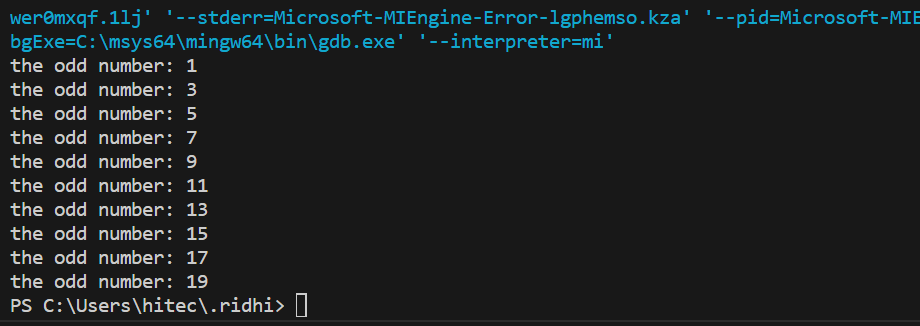 wer0mxqf.1lj' '--stderr=Microsoft-MIEngine-Error-lgphemso.kza' '--pid=Microsoft-MIE
bgExe=C:\msys64\mingw64\bin\gdb.exe' '--interpreter=mi'
the odd number: 1
the odd number: 3
the odd number: 5
the odd number: 7
the odd number: 9
the odd number: 11
the odd number: 13
the odd number: 15
the odd number: 17
the odd number: 19
PS C:\Users\hitec\.ridhi>